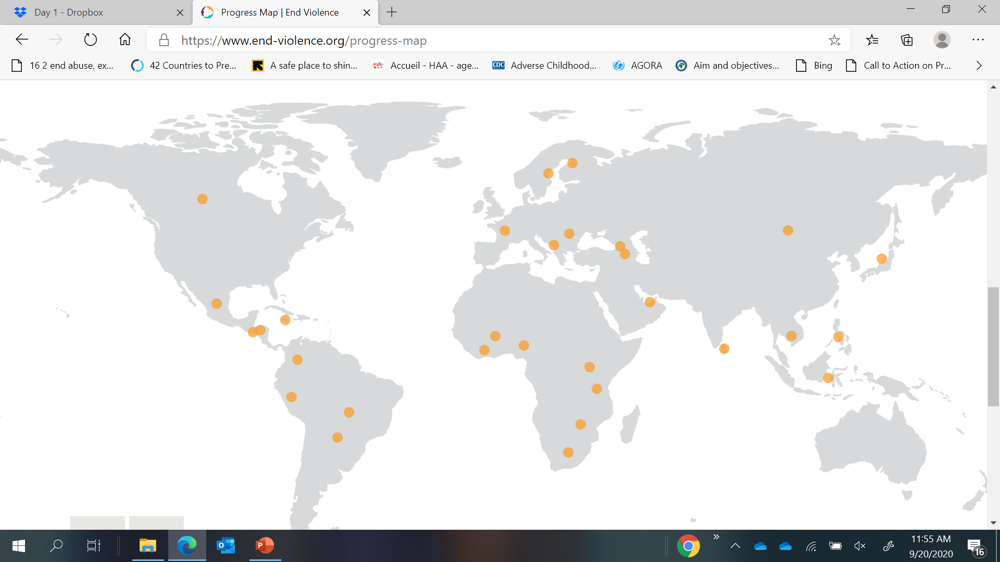 Day 1 - Dropbox
Progress Map | End Violence
https://www.end-violence.org/progress-map
16 2 end abuse, ex...
42 Countries to Pre...
A safe place to shin...
Accueil - HAA - age...
CDC
Adverse Childhood...
AGORA
Aim and objectives...
Bing
Call to Action on Pr...
11:55 AM
9/20/2020
16